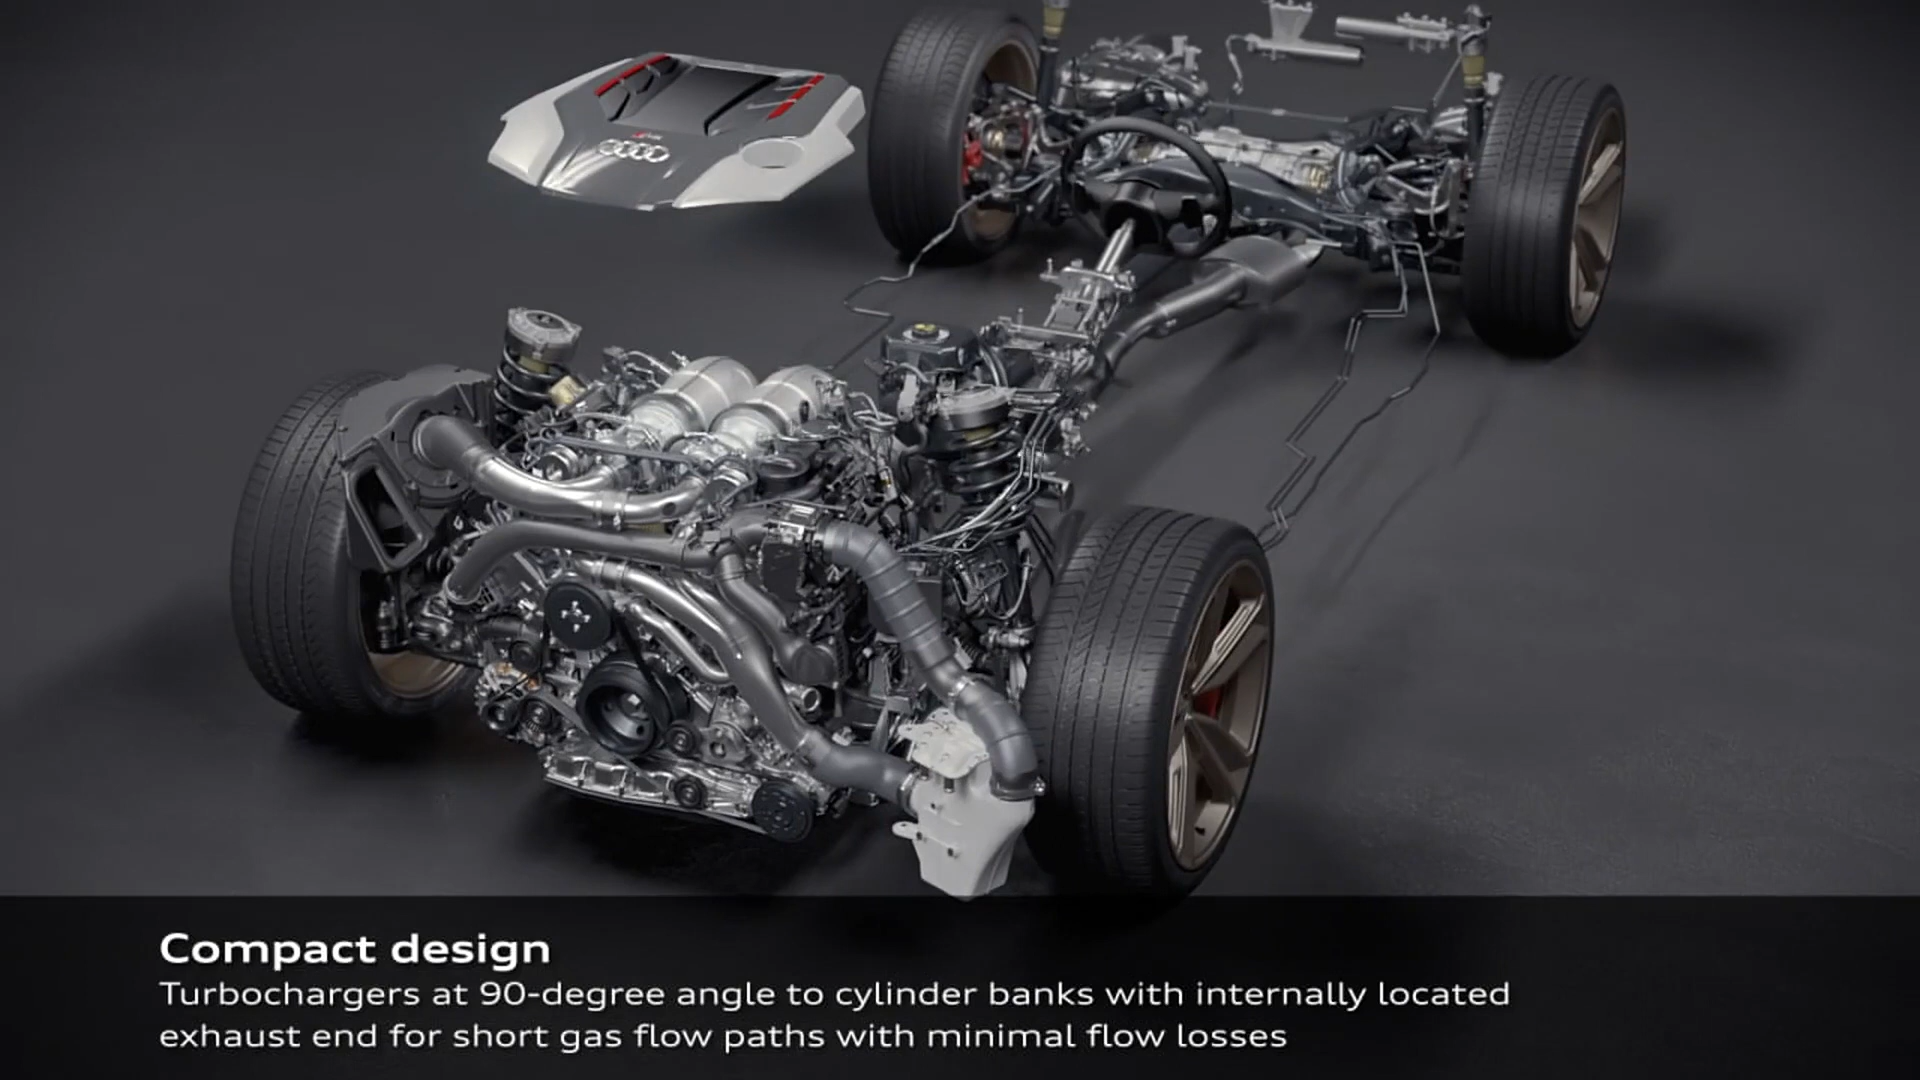 Compact design
Turbochargers at 90-degree angle to cylinder banks with internally located
exhaust end for short gas flow paths with minimal flow losses